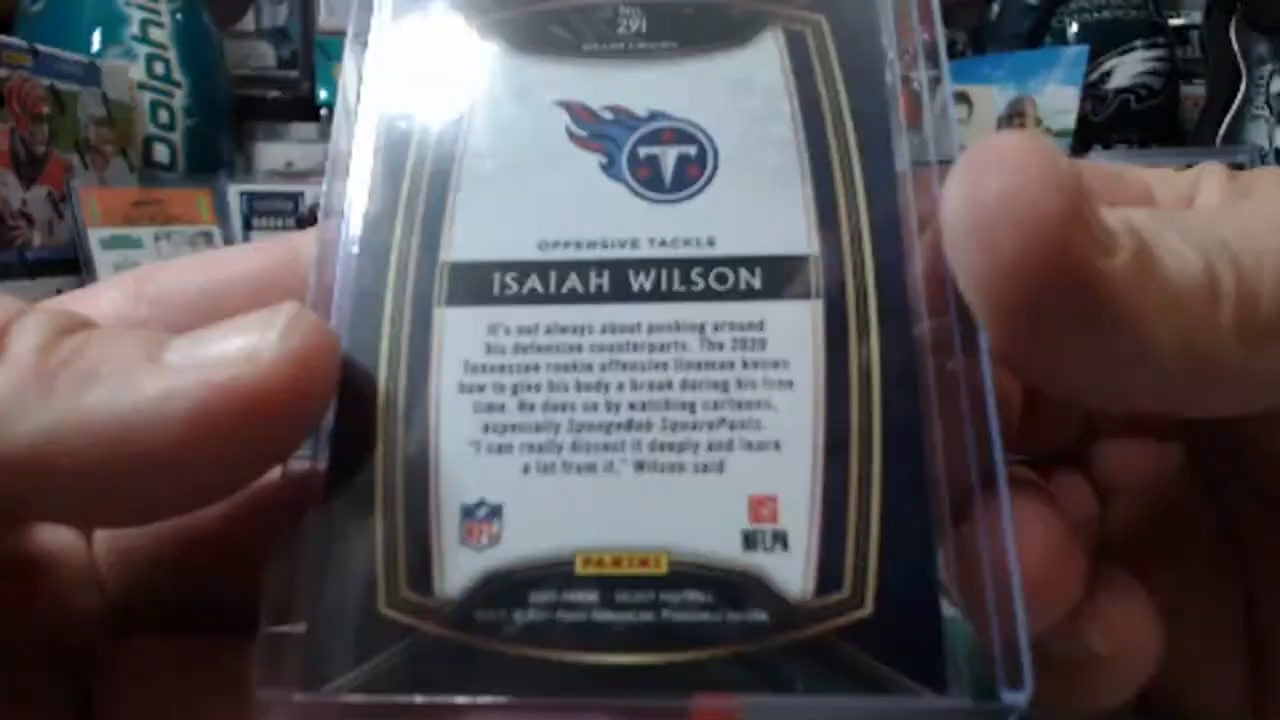 No.
291
Dolphi
OFFENSIVE TACKLE
ISAIAH WILSON
It's not always about pushing around
his defensive counterparts. The 2020
Tennessee rookie offensive lineman knows
how to give his body a break during his free
time. He does so by watching cartoons,
especially SpongeBob SquarePants.
"I can really dissect it deeply and learn
a lot from it," Wilson said
NFL
NFLPA
PANINI